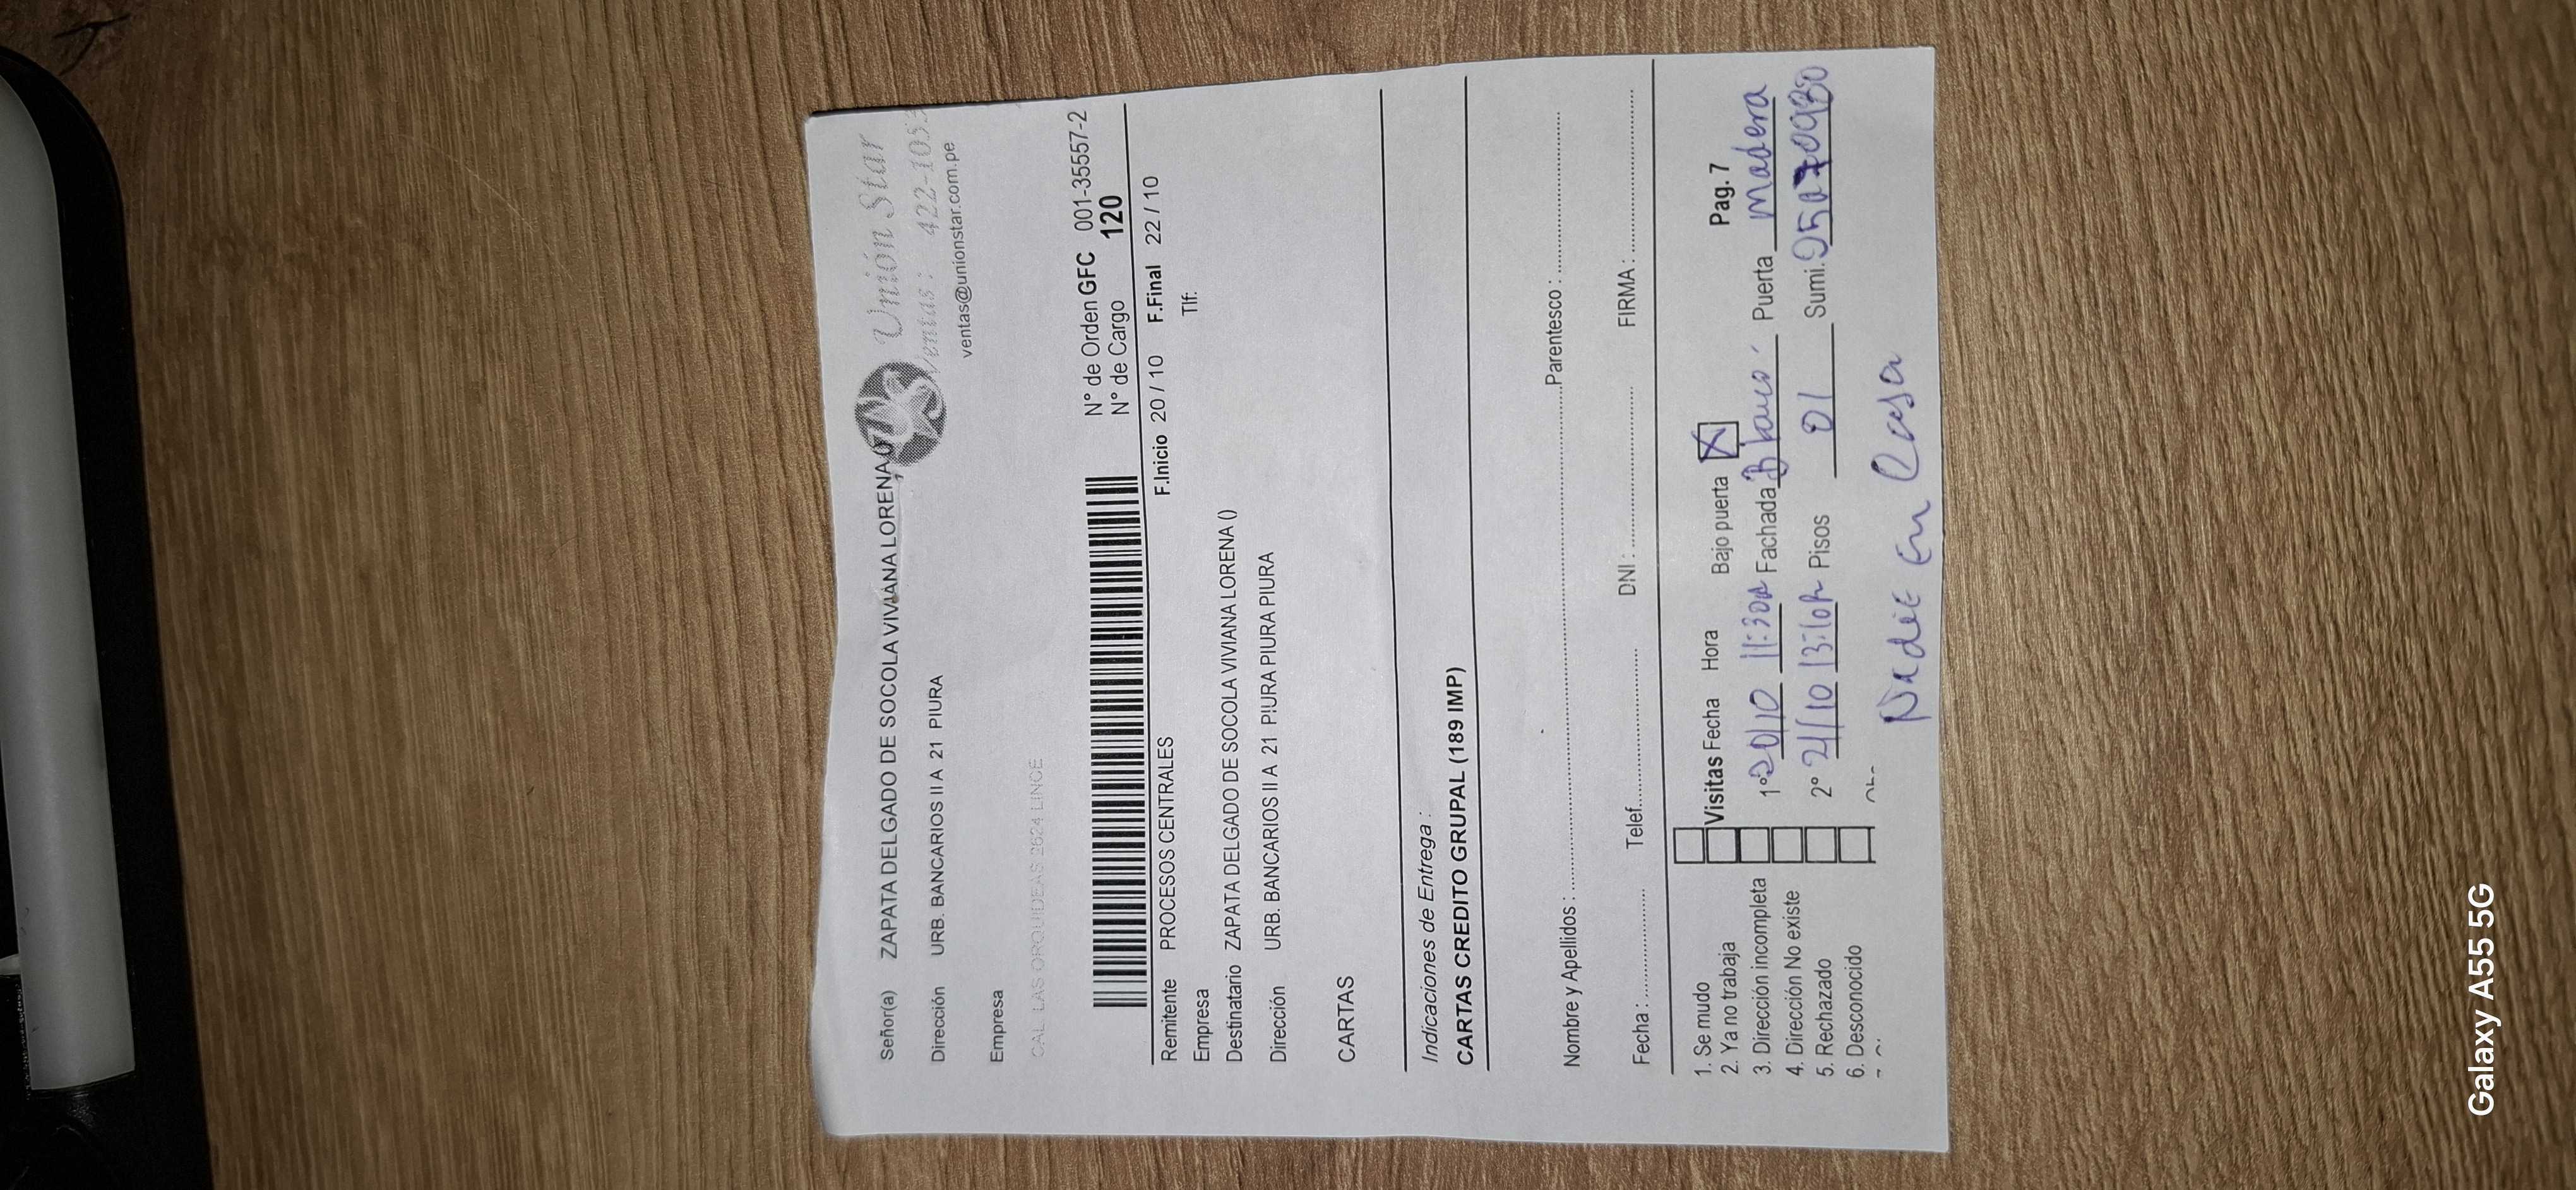 Unión Star
Ventas: 422-1053
ventas@unionstar.com.pe
Señor(a) ZAPATA DELGADO DE SOCOLA VIVIANA LORENA
Dirección URB. BANCARIOS II A 21 PIURA
Empresa
CAL. LAS ORQUIDEAS 2624 LINCE
N° de Orden GFC 001-35557-2
N° de Cargo 120
Remitente PROCESOS CENTRALES F.Inicio 20 / 10 F.Final 22 / 10
Empresa Tlf:
Destinatario ZAPATA DELGADO DE SOCOLA VIVIANA LORENA ()
Dirección URB. BANCARIOS II A 21 PIURA PIURA PIURA
CARTAS
Indicaciones de Entrega :
CARTAS CREDITO GRUPAL (189 IMP)
Nombre y Apellidos : Parentesco :
Fecha : Telef. DNI : FIRMA :
1. Se mudo
2. Ya no trabaja Visitas Fecha Hora Bajo puerta X Pag. 7
3. Dirección incompleta 1° 20/10 11:30 Fachada Blanco Puerta Madera
4. Dirección No existe
5. Rechazado 2° 21/10 13:10 Pisos 01 Sumi.
6. Desconocido
Nadie En Casa
Galaxy A55 5G